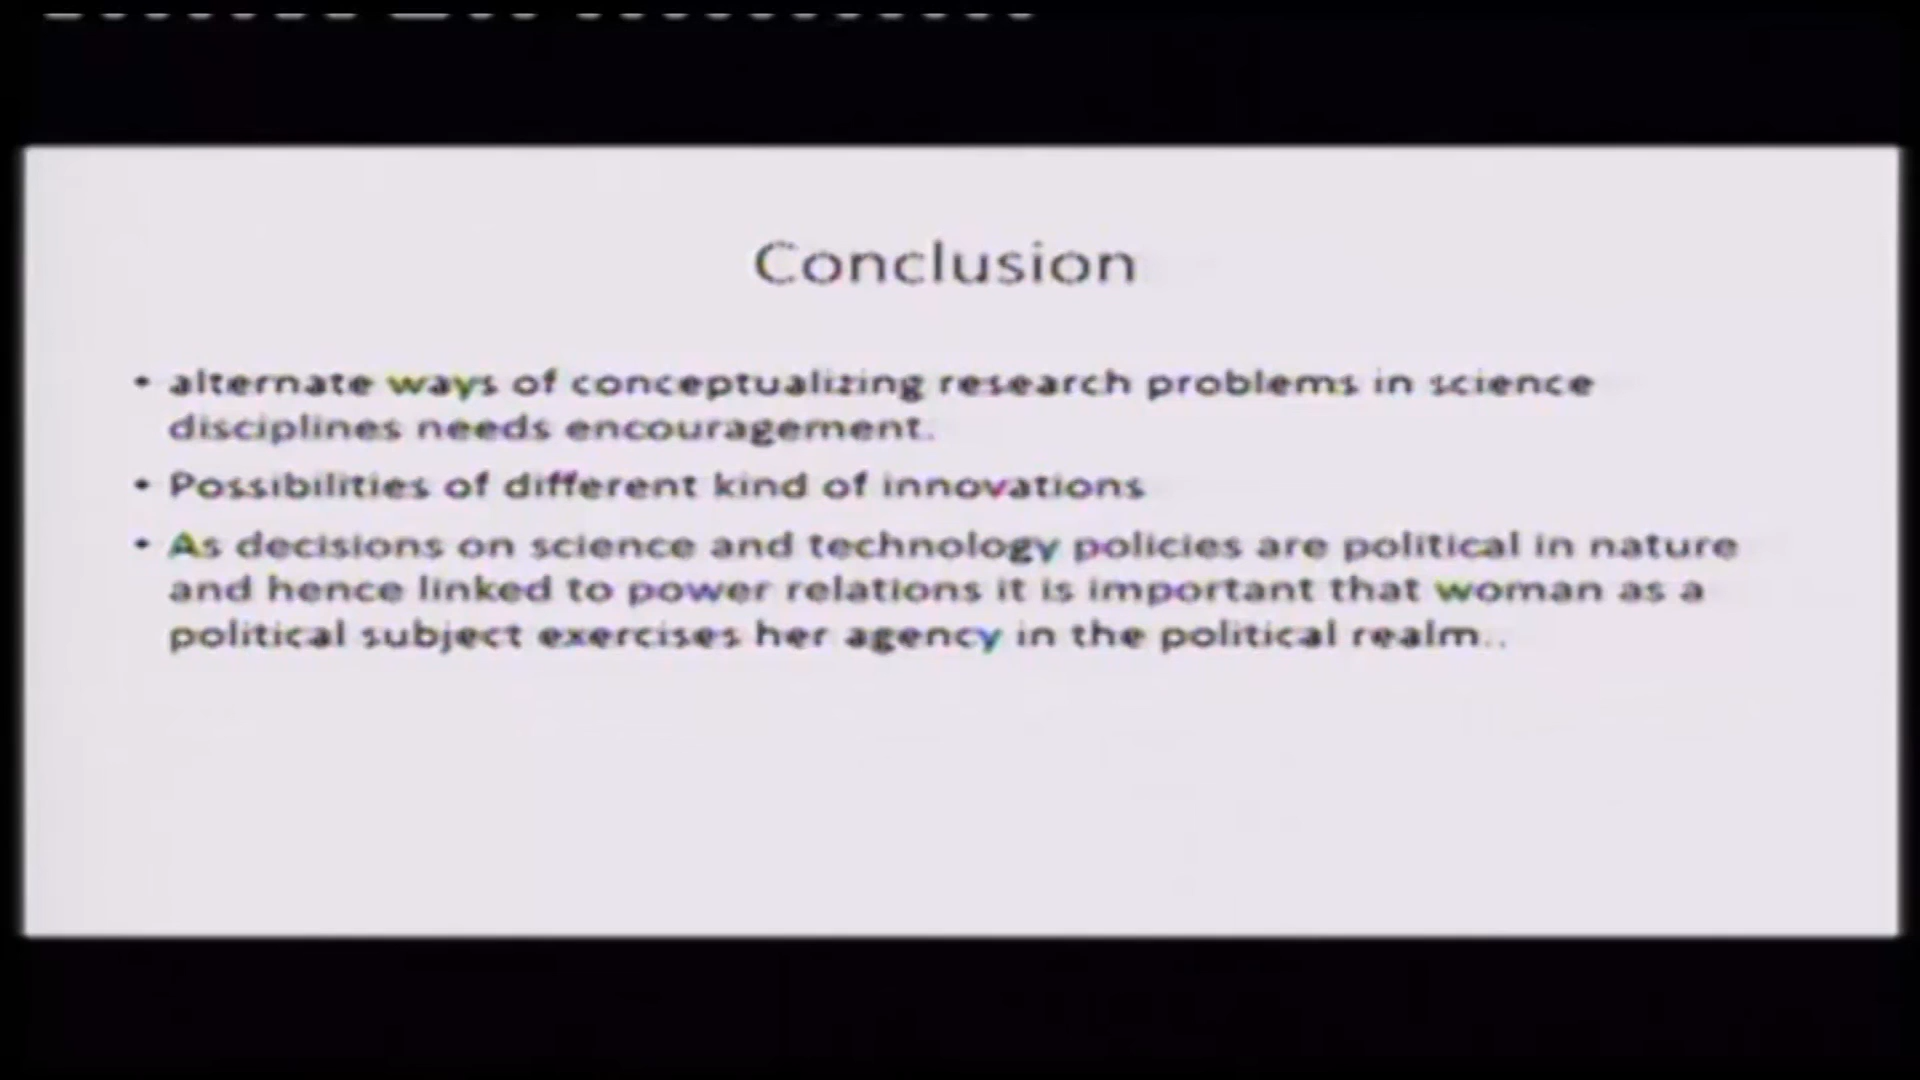 Conclusion
• alternate ways of conceptualizing research problems in science
disciplines needs encouragement.
• Possibilities of different kind of innovations
• As decisions on science and technology policies are political in nature
and hence linked to power relations it is important that woman as a
political subject exercises her agency in the political realm..